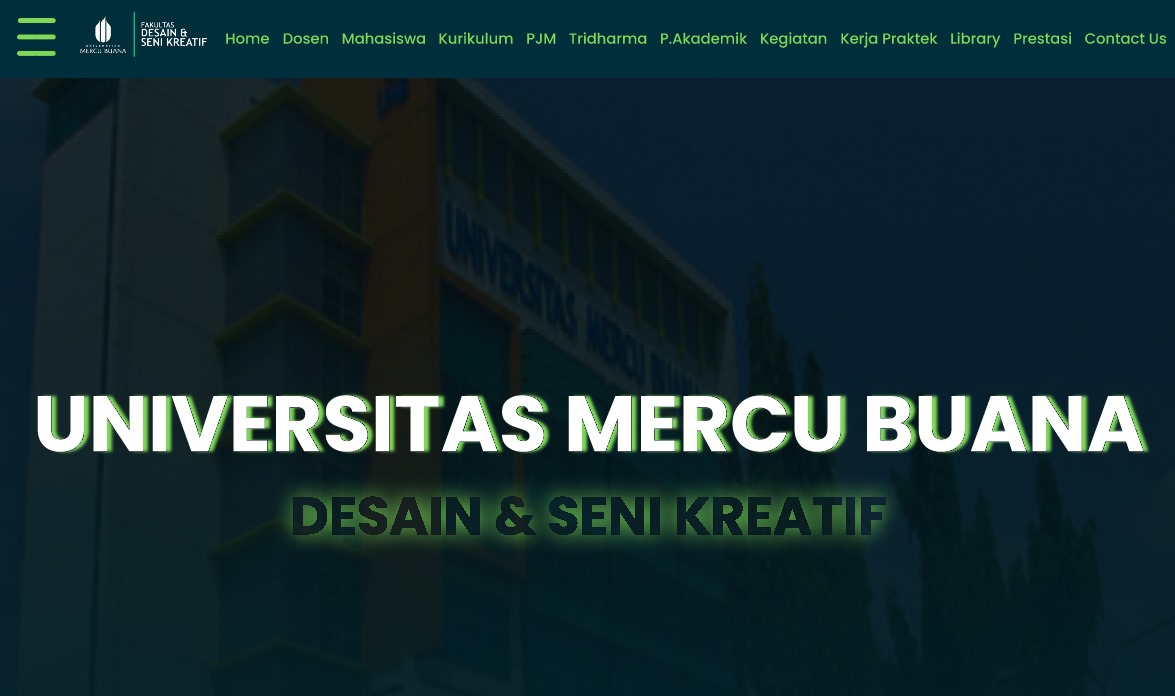 UNIVERSITAS
MERCU BUANA
FAKULTAS
DESAIN &
SENI KREATIF
Home Dosen Mahasiswa Kurikulum PJM Tridharma P.Akademik Kegiatan Kerja Praktek Library Prestasi Contact Us
UNIVERSITAS MERCU BUANA
UNIVERSITAS MERCU BUANA
DESAIN & SENI KREATIF